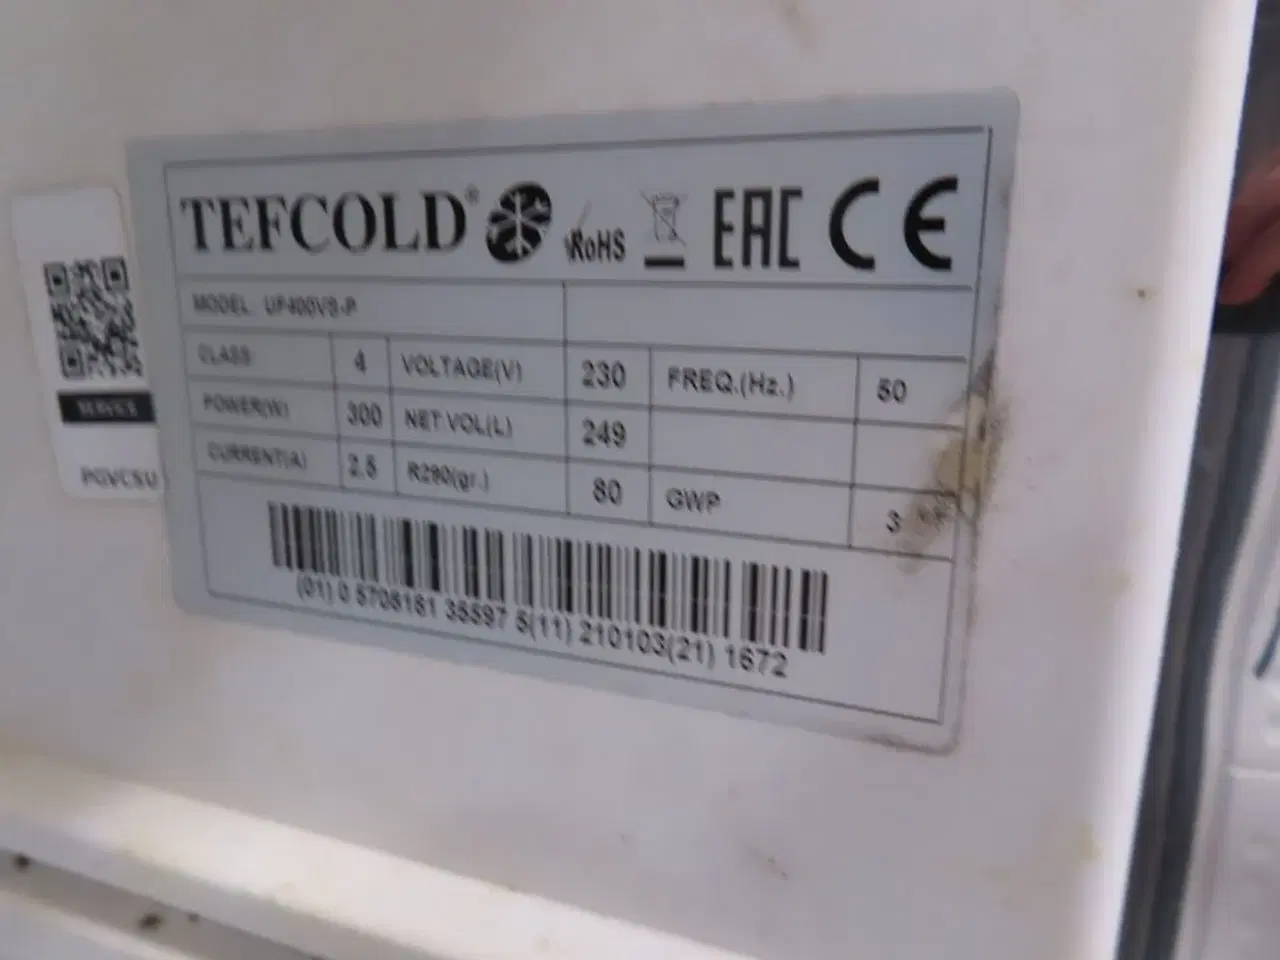 TEFCOLD®
RoHS
EAC CE
MODEL: UF400VS-P
CLASS 4 VOLTAGE(V) 230 FREQ.(Hz.) 50
POWER(W) 300 NET VOL(L) 249
CURRENT(A) 2.5 R290(gr.) 80 GWP 3
(01) 0 5708181 35597 5(11) 210103(21) 1672
SERVICE
PGVCSU